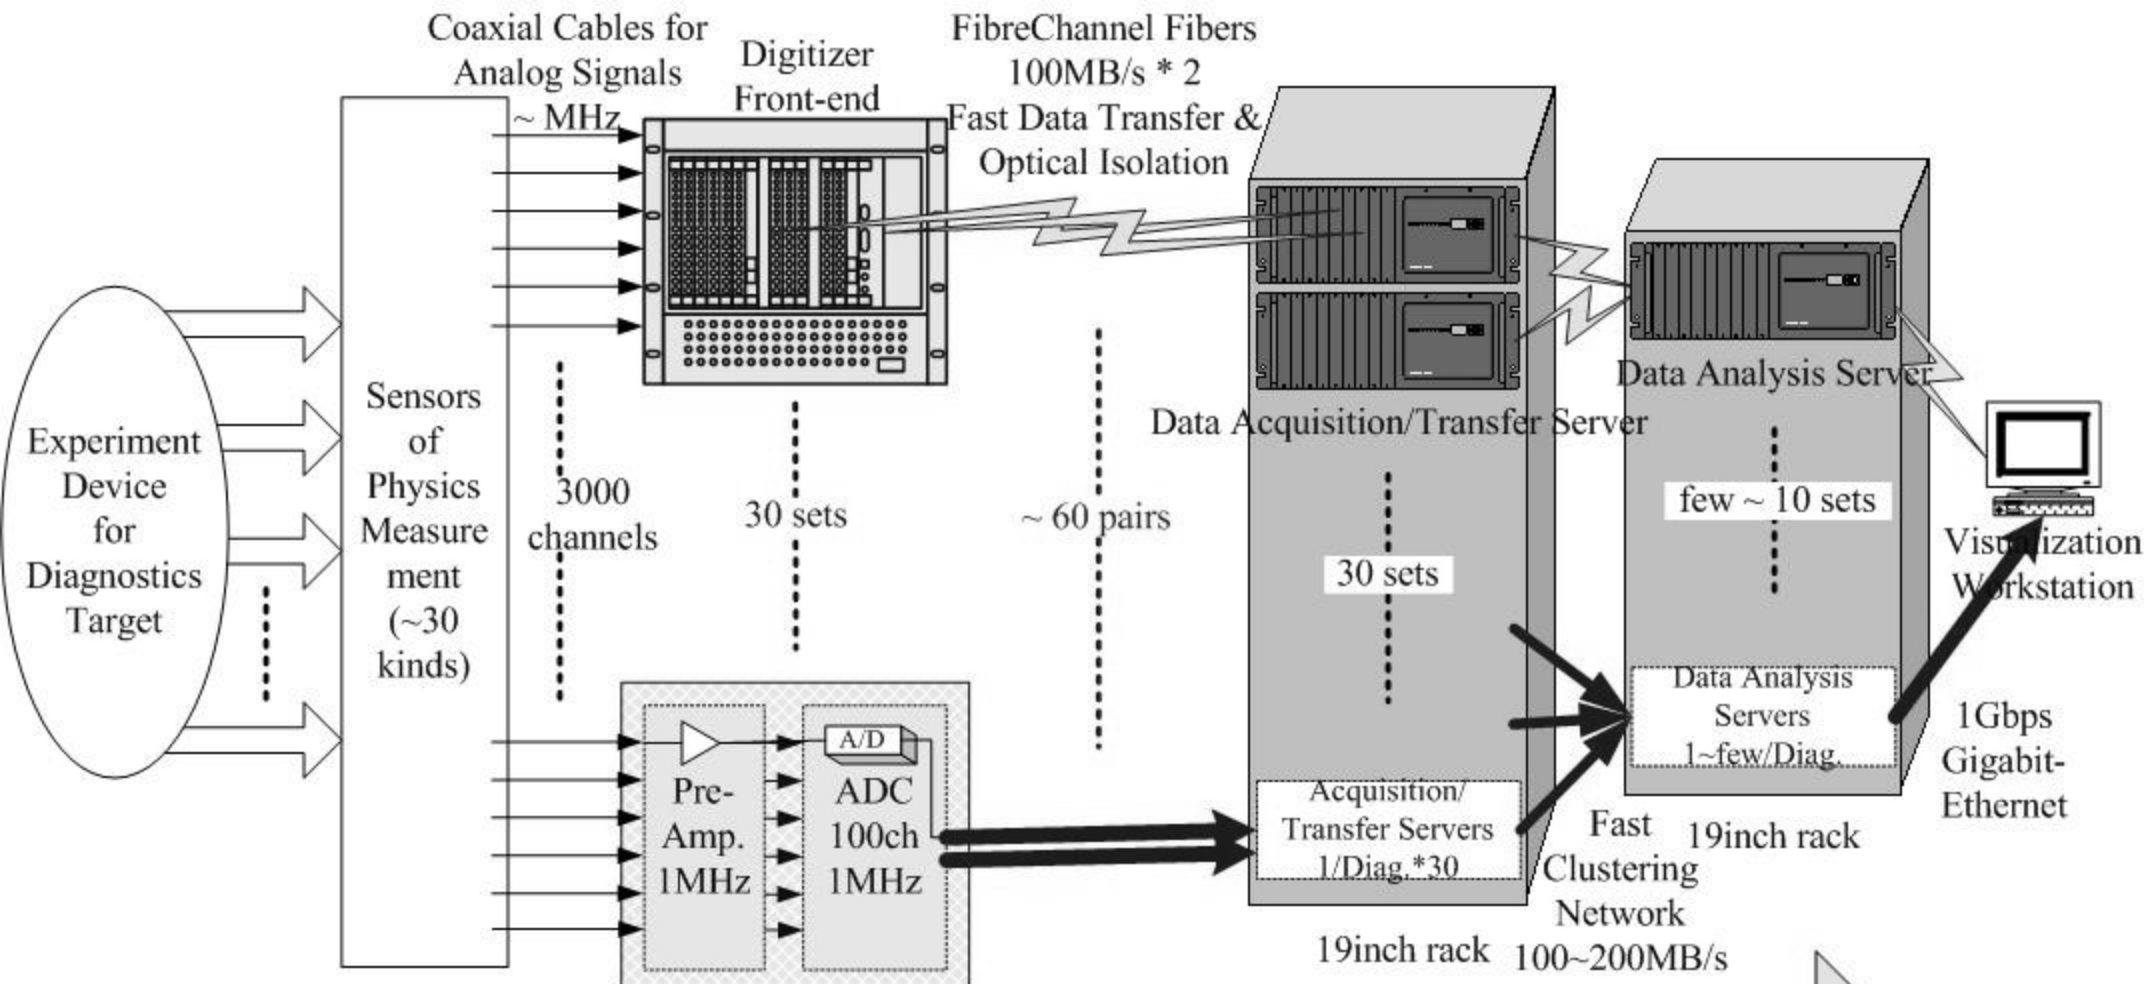 Coaxial Cables for
Analog Signals
~ MHz
Digitizer
Front-end
FibreChannel Fibers
100MB/s * 2
Fast Data Transfer &
Optical Isolation
Experiment
Device
for
Diagnostics
Target
Sensors
of
Physics
Measure
ment
(~30
kinds)
3000
channels
30 sets
~ 60 pairs
Data Acquisition/Transfer Server
30 sets
Data Analysis Server
few ~ 10 sets
Visualization
Workstation
Pre-
Amp.
1MHz
A/D
ADC
100ch
1MHz
Acquisition/
Transfer Servers
1/Diag.*30
Data Analysis
Servers
1~few/Diag.
1Gbps
Gigabit-
Ethernet
19inch rack
Fast
Clustering
Network
100~200MB/s
19inch rack